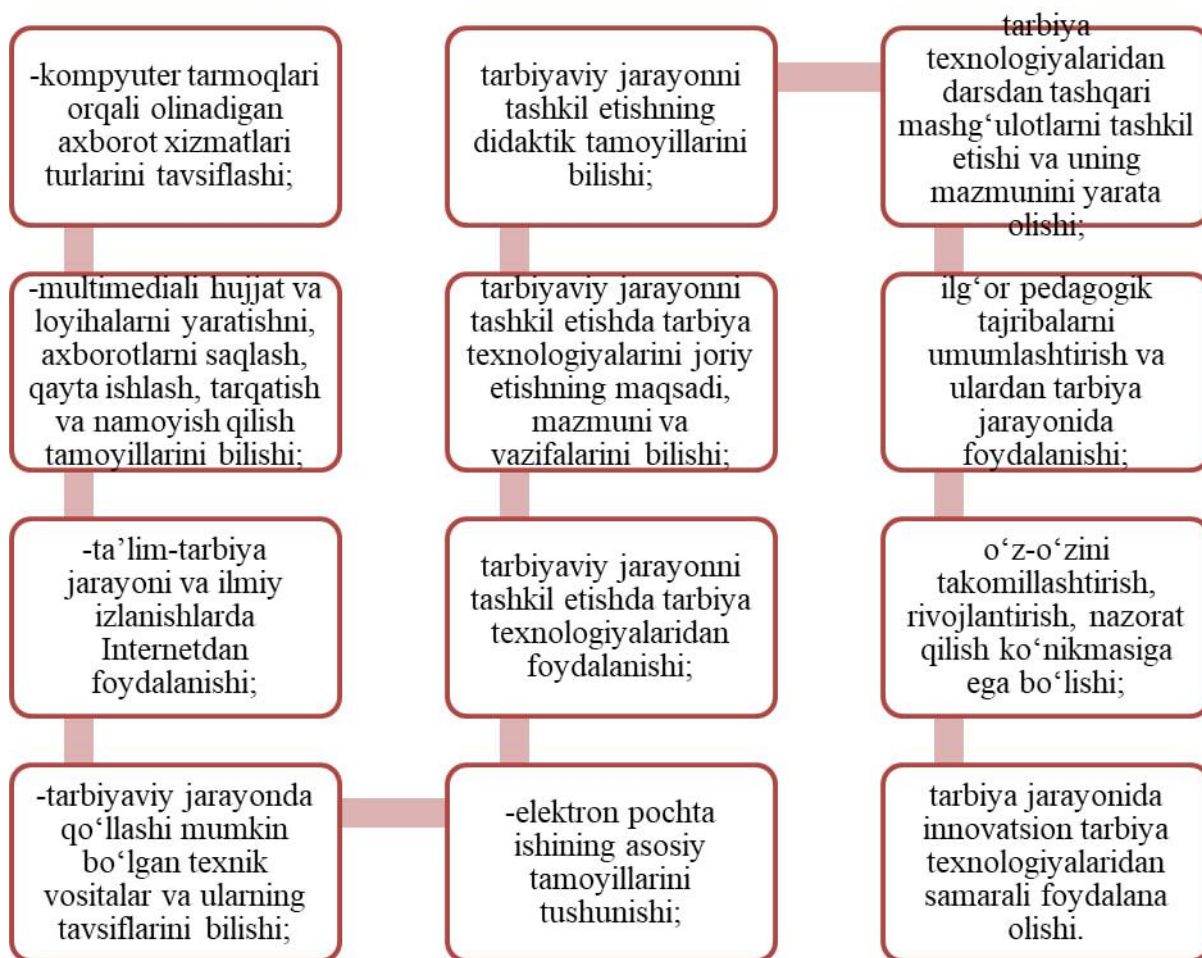 -kompyuter tarmoqlari
orqali olinadigan
axborot xizmatlari
turlarini tavsiflashi;
-multimediali hujjat va
loyihalarni yaratishni,
axborotlarni saqlash,
qayta ishlash, tarqatish
va namoyish qilish
tamoyillarini bilishi;
-ta’lim-tarbiya
jarayoni va ilmiy
izlanishlarda
Internetdan
foydalanishi;
-tarbiyaviy jarayonda
qo‘llashi mumkin
bo‘lgan texnik
vositalar va ularning
tavsiflarini bilishi;
-elektron pochta
ishining asosiy
tamoyillarini
tushunishi;
tarbiyaviy jarayonni
tashkil etishda tarbiya
texnologiyalaridan
foydalanishi;
tarbiyaviy jarayonni
tashkil etishda tarbiya
texnologiyalarini joriy
etishning maqsadi,
mazmuni va
vazifalarini bilishi;
tarbiyaviy jarayonni
tashkil etishning
didaktik tamoyillarini
bilishi;
tarbiya
texnologiyalaridan
darsdan tashqari
mashg‘ulotlarni tashkil
etishi va uning
mazmunini yarata
olishi;
ilg‘or pedagogik
tajribalarni
umumlashtirish va
ulardan tarbiya
jarayonida
foydalanishi;
o‘z-o‘zini
takomillashtirish,
rivojlantirish, nazorat
qilish ko‘nikmasiga
ega bo‘lishi;
tarbiya jarayonida
innovatsion tarbiya
texnologiyalaridan
samarali foydalana
olishi.